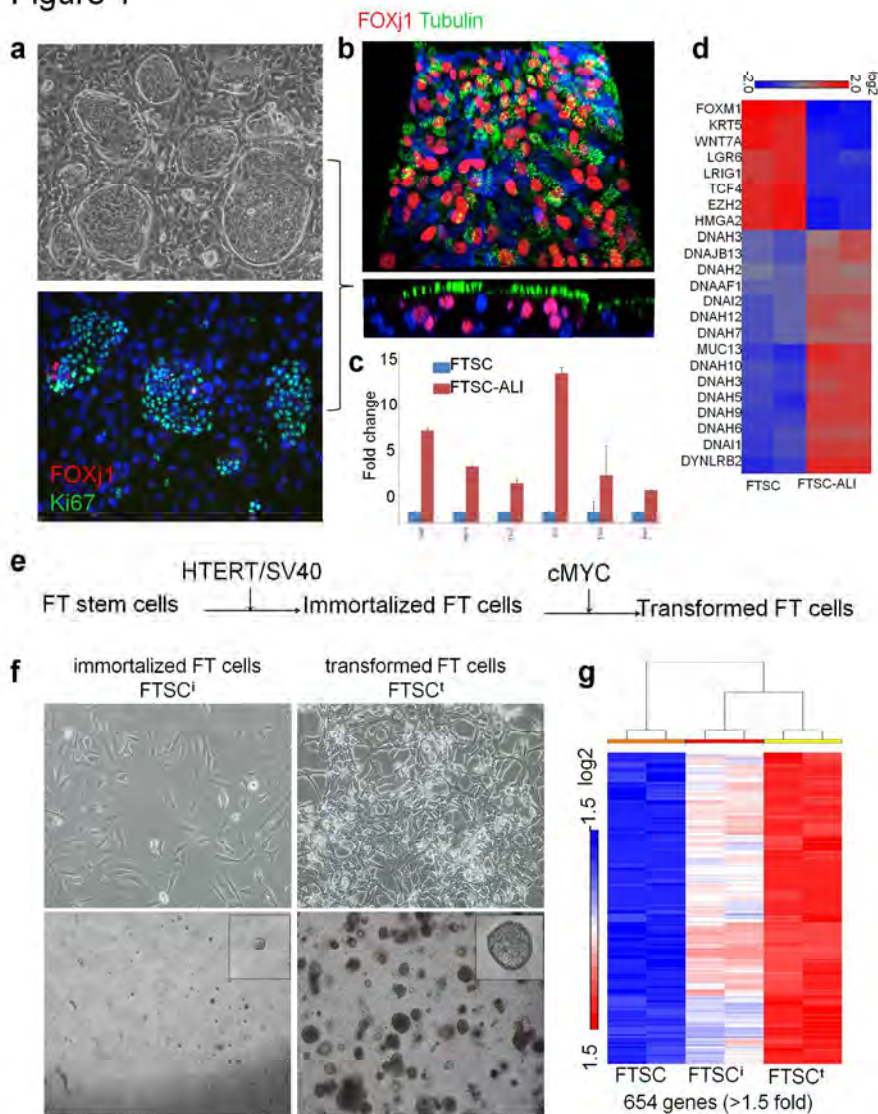 FOXj1 Tubulin
a
b
d
-2.0
2.0
log2
FOXM1
KRT5
WNT7A
LGR6
LRIG1
TCF4
EZH2
HMGA2
DNAH3
DNAJB13
DNAH2
DNAAF1
DNAI2
DNAH12
DNAH7
MUC13
DNAH10
DNAH3
DNAH5
DNAH9
DNAH6
DNAI1
DYNLRB2
FTSC FTSC-ALI
FOXj1
Ki67
c
FTSC
FTSC-ALI
Fold change
15
10
5
0
e
HTERT/SV40
cMYC
FT stem cells
Immortalized FT cells
Transformed FT cells
f
immortalized FT cells
FTSCi
transformed FT cells
FTSCt
g
1.5 log2
1.5
FTSC FTSCi FTSCt
654 genes (>1.5 fold)